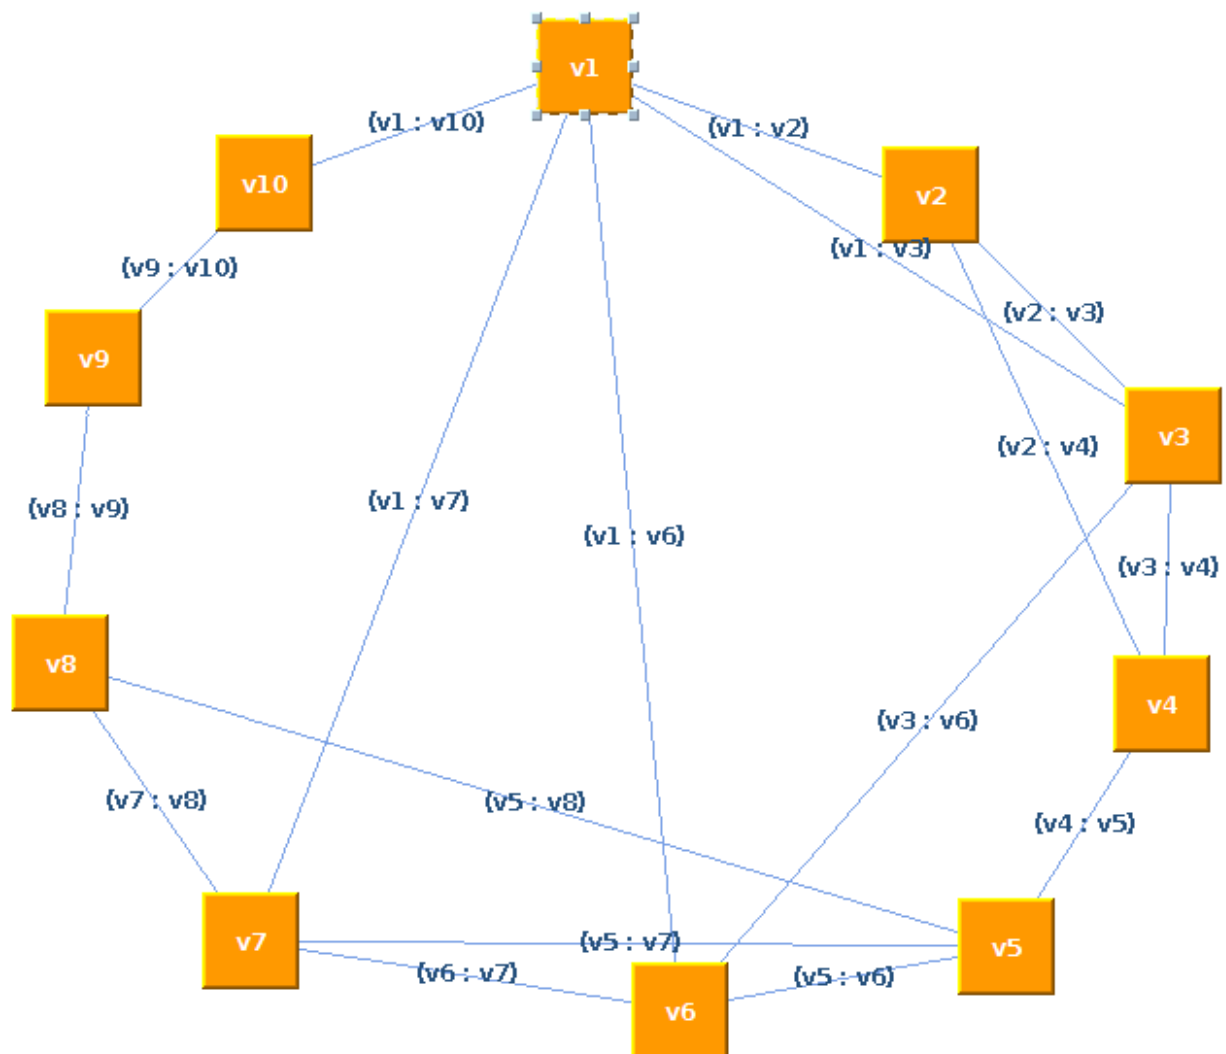 v1
(v1 : v10)
(v1 : v2)
v10
v2
(v1 : v3)
(v9 : v10)
(v2 : v3)
v9
v3
(v2 : v4)
(v1 : v7)
(v8 : v9)
(v1 : v6)
(v3 : v4)
v8
v4
(v3 : v6)
(v7 : v8)
(v5 : v8)
(v4 : v5)
v7
(v5 : v7)
v5
(v6 : v7)
(v5 : v6)
v6